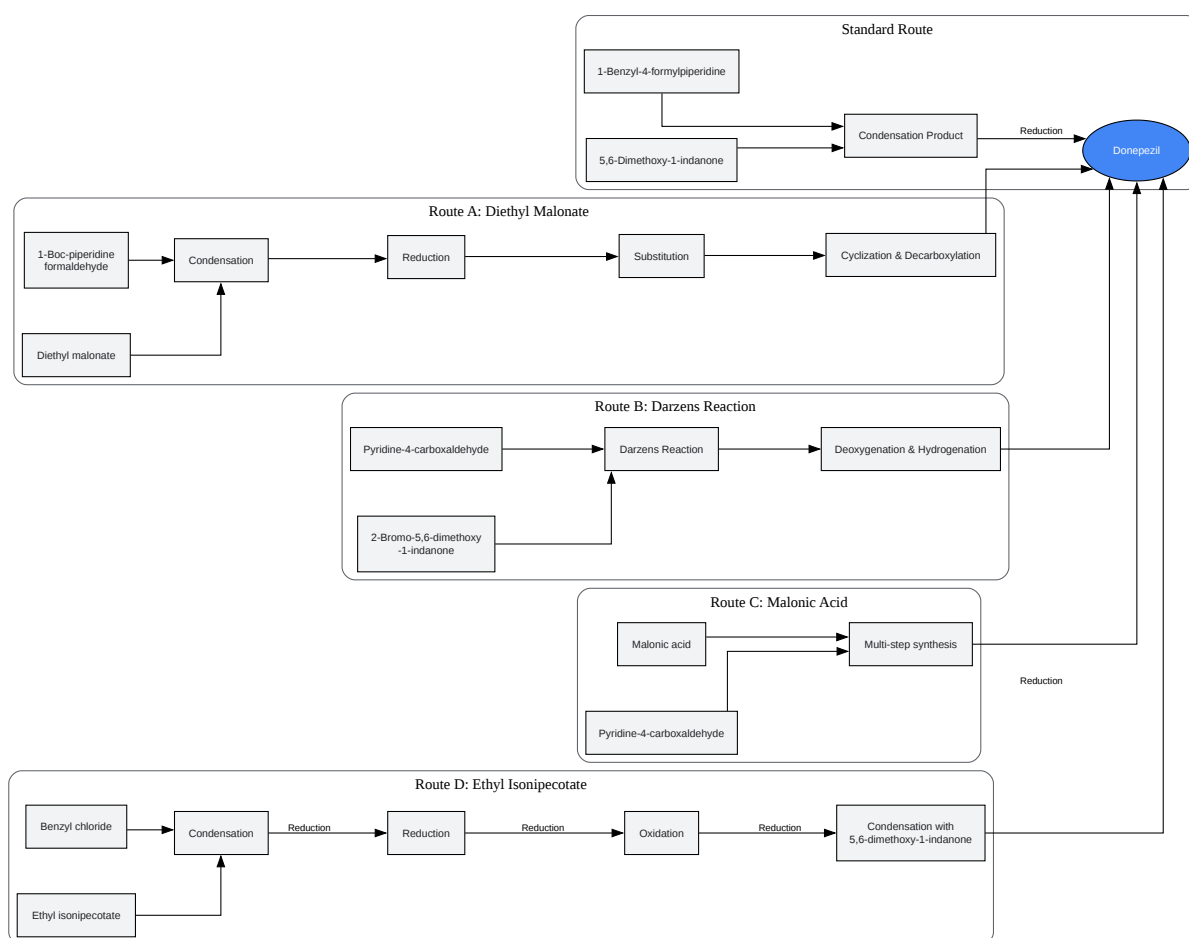 Standard Route
1-Benzyl-4-formylpiperidine
5,6-Dimethoxy-1-indanone
Condensation Product
Reduction
Donepezil
Route A: Diethyl Malonate
1-Boc-piperidine
formaldehyde
Condensation
Reduction
Substitution
Cyclization & Decarboxylation
Diethyl malonate
Route B: Darzens Reaction
Pyridine-4-carboxaldehyde
Darzens Reaction
Deoxygenation & Hydrogenation
2-Bromo-5,6-dimethoxy
-1-indanone
Route C: Malonic Acid
Malonic acid
Multi-step synthesis
Reduction
Pyridine-4-carboxaldehyde
Route D: Ethyl Isonipecotate
Benzyl chloride
Condensation
Reduction
Reduction
Reduction
Oxidation
Reduction
Condensation with
5,6-dimethoxy-1-indanone
Ethyl isonipecotate